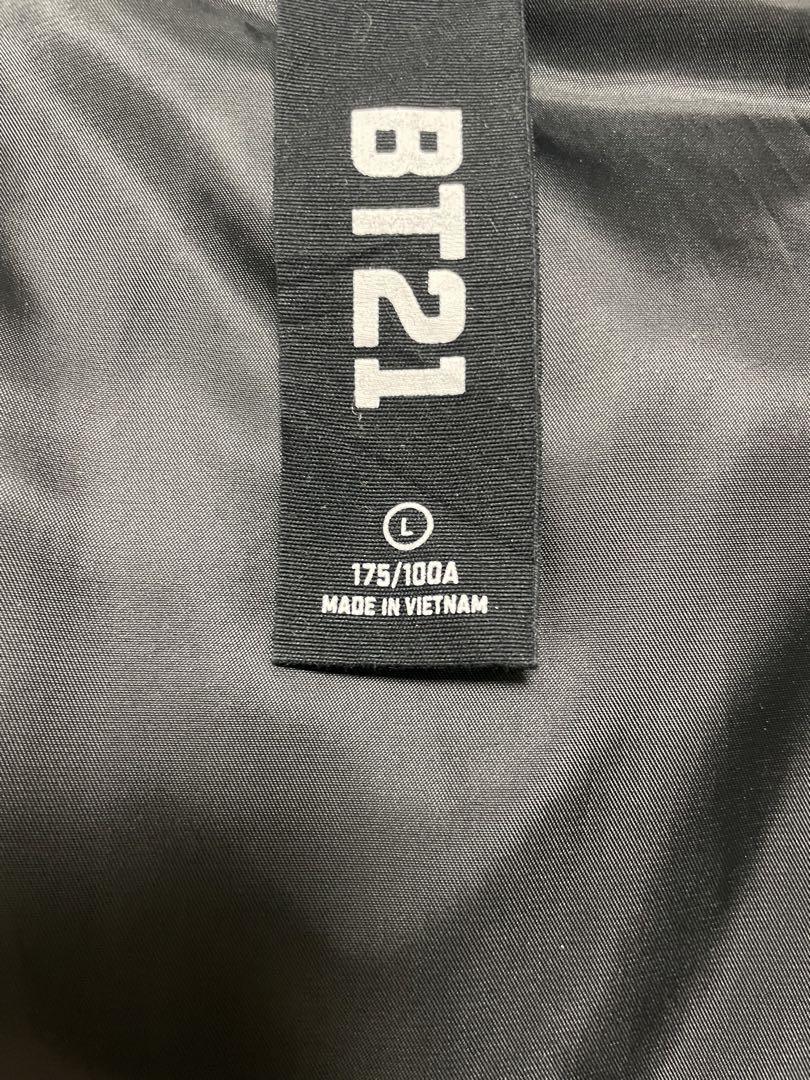 BT21
L
175/100A
MADE IN VIETNAM